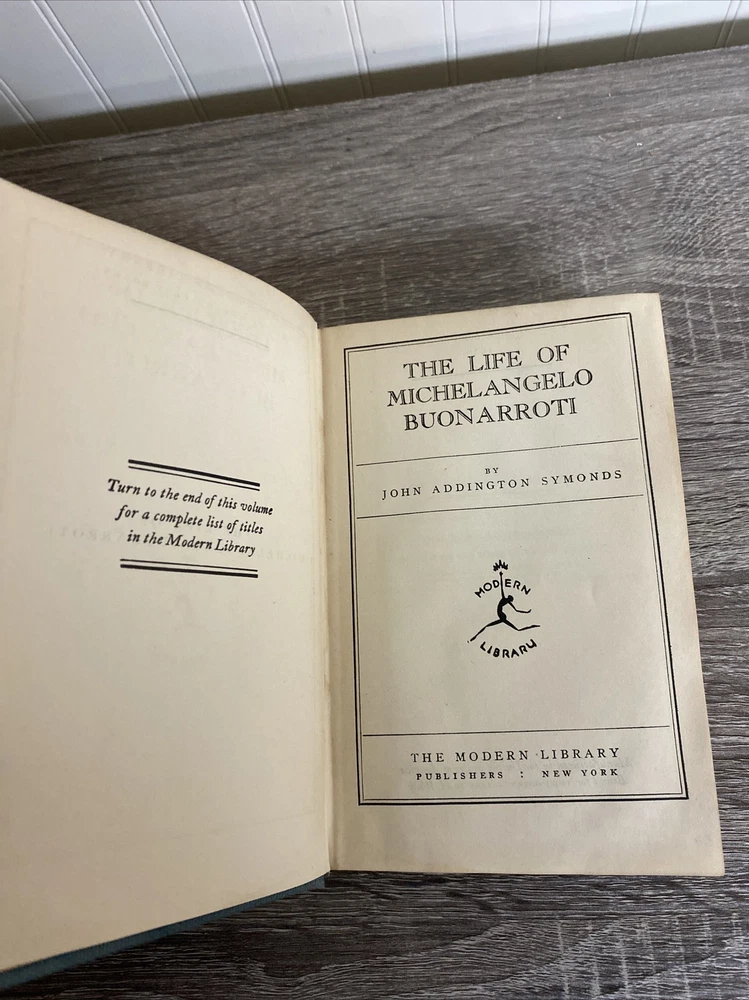 Turn to the end of this volume
for a complete list of titles
in the Modern Library
THE LIFE OF
MICHELANGELO
BUONARROTI
BY
JOHN ADDINGTON SYMONDS
MODERN
LIBRARY
THE MODERN LIBRARY
PUBLISHERS : NEW YORK